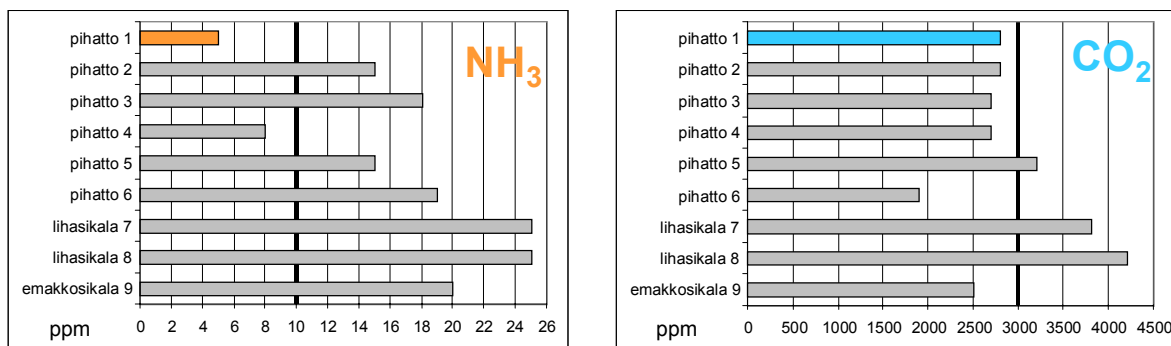 pihatto 1
pihatto 2
pihatto 3
pihatto 4
pihatto 5
pihatto 6
lihasikala 7
lihasikala 8
emakkosikala 9
NH3
ppm
0 2 4 6 8 10 12 14 16 18 20 22 24 26
pihatto 1
pihatto 2
pihatto 3
pihatto 4
pihatto 5
pihatto 6
lihasikala 7
lihasikala 8
emakkosikala 9
CO2
ppm
0 500 1000 1500 2000 2500 3000 3500 4000 4500